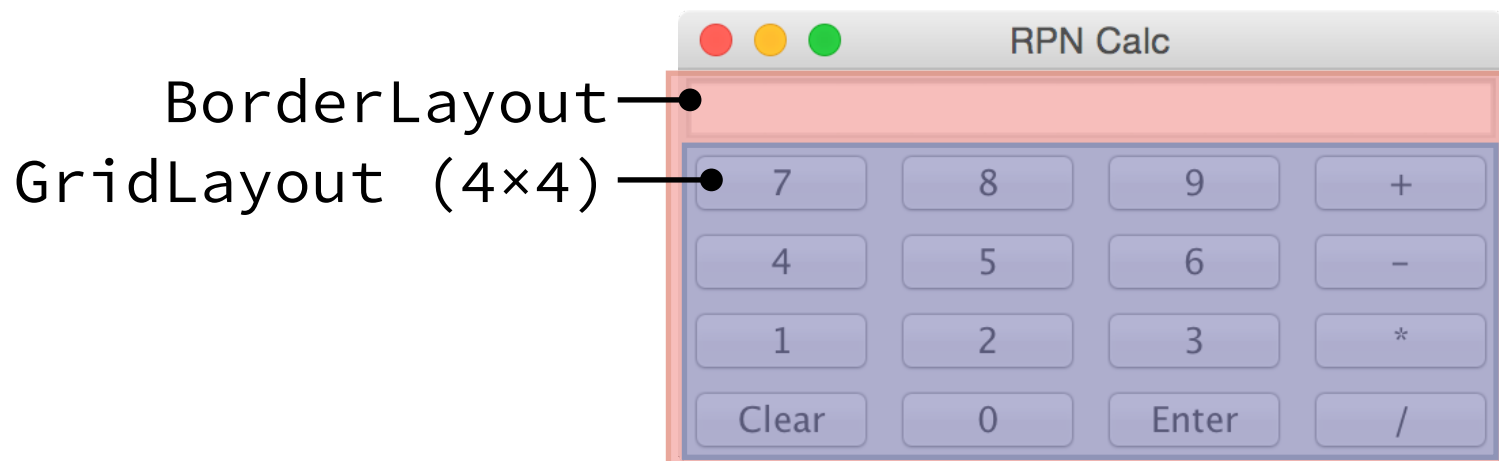 RPN Calc
BorderLayout
GridLayout (4×4)
7 8 9 +
4 5 6 −
1 2 3 *
Clear 0 Enter /